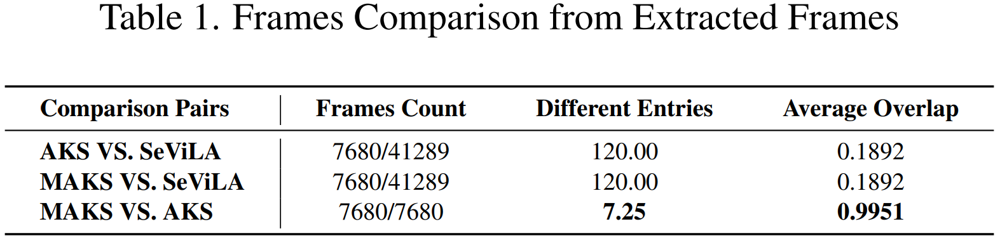 Table 1. Frames Comparison from Extracted Frames
Comparison Pairs Frames Count Different Entries Average Overlap
AKS VS. SeViLA 7680/41289 120.00 0.1892
MAKS VS. SeViLA 7680/41289 120.00 0.1892
MAKS VS. AKS 7680/7680 7.25 0.9951